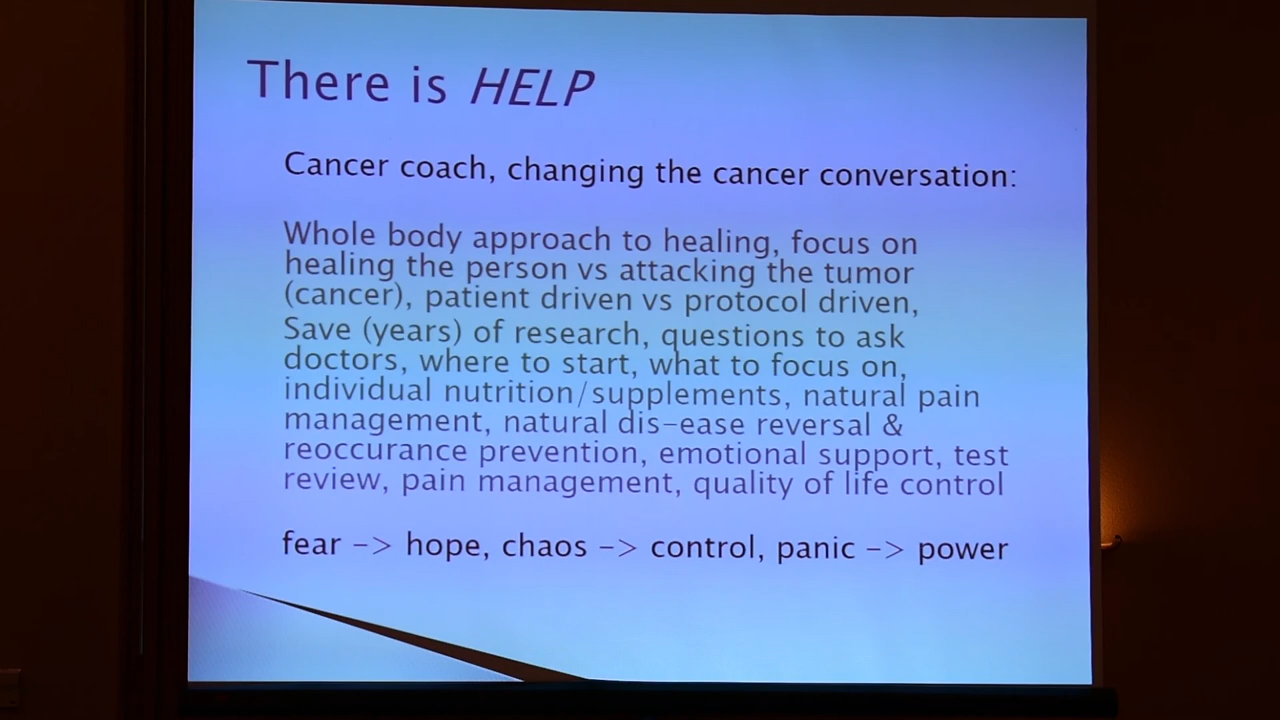 There is HELP
Cancer coach, changing the cancer conversation:
Whole body approach to healing, focus on
healing the person vs attacking the tumor
(cancer), patient driven vs protocol driven,
Save (years) of research, questions to ask
doctors, where to start, what to focus on,
individual nutrition/supplements, natural pain
management, natural dis-ease reversal &
reoccurance prevention, emotional support, test
review, pain management, quality of life control
fear -> hope, chaos -> control, panic -> power